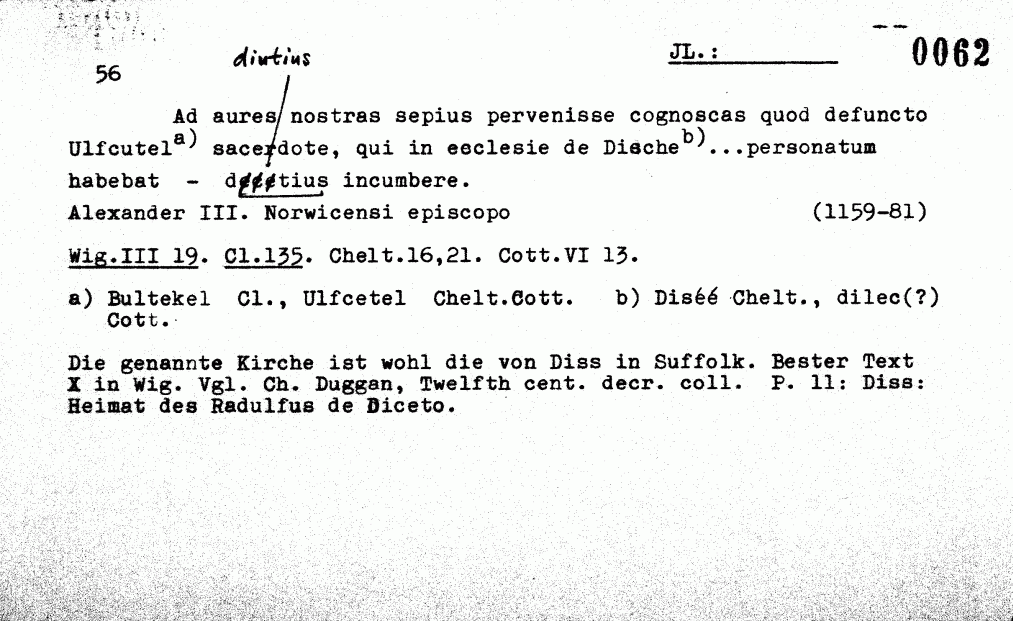 JL.: 0062
56
diutius
Ad aures nostras sepius pervenisse cognoscas quod defuncto
Ulfcutel a) sacerdote, qui in ecclesie de Dische b)...personatum
habebat - tius incumbere.
Alexander III. Norwicensi episcopo (1159-81)
Wig.III 19. Cl.135. Chelt.16,21. Cott.VI 13.
a) Bultekel Cl., Ulfcetel Chelt.Cott. b) Diséé Chelt., dilec(?)
Cott.
Die genannte Kirche ist wohl die von Diss in Suffolk. Bester Text
X in Wig. Vgl. Ch. Duggan, Twelfth cent. decr. coll. P. 11: Diss:
Heimat des Radulfus de Diceto.